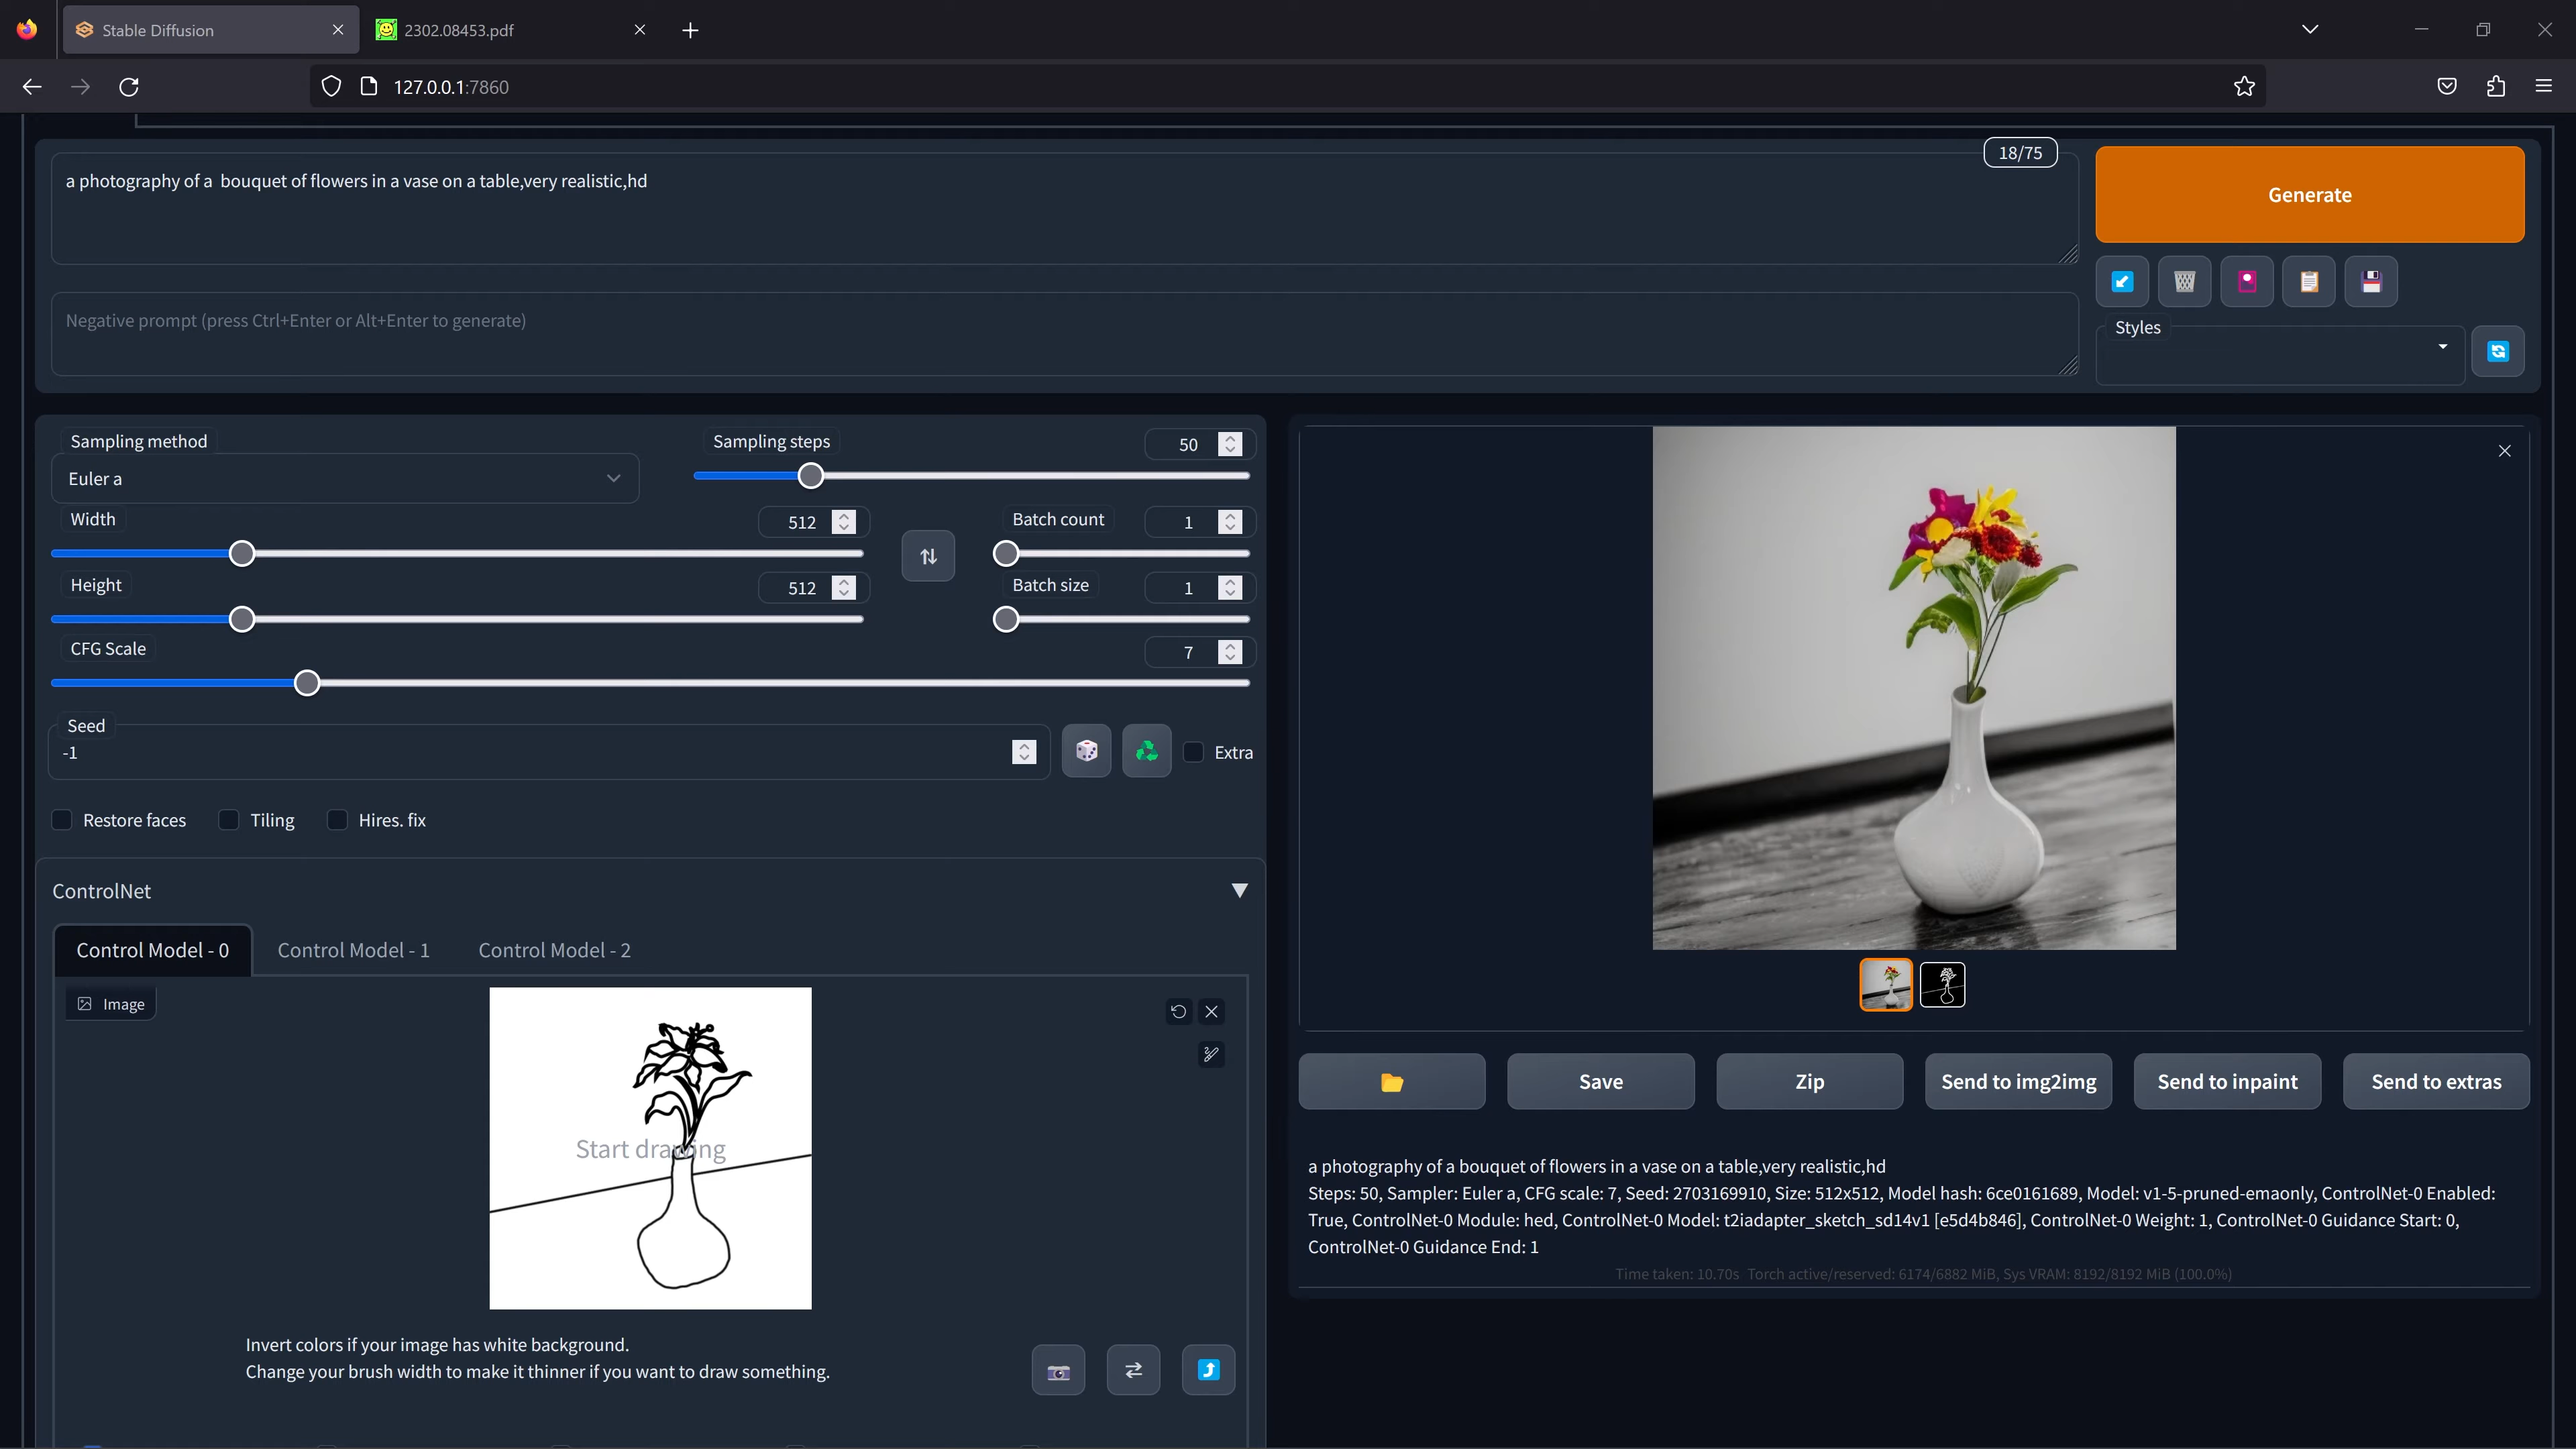 Stable Diffusion
2302.08453.pdf
127.0.0.1:7860
18/75
a photography of a  bouquet of flowers in a vase on a table,very realistic,hd
Generate
Negative prompt (press Ctrl+Enter or Alt+Enter to generate)
Styles
Sampling method
Sampling steps
50
Euler a
Width
512
Batch count
1
Height
512
Batch size
1
CFG Scale
7
Seed
-1
Extra
Restore faces
Tiling
Hires. fix
ControlNet
Control Model - 0
Control Model - 1
Control Model - 2
Image
Start drawing
Invert colors if your image has white background.
Change your brush width to make it thinner if you want to draw something.
Save
Zip
Send to img2img
Send to inpaint
Send to extras
a photography of a bouquet of flowers in a vase on a table,very realistic,hd
Steps: 50, Sampler: Euler a, CFG scale: 7, Seed: 2703169910, Size: 512x512, Model hash: 6ce0161689, Model: v1-5-pruned-emaonly, ControlNet-0 Enabled:
True, ControlNet-0 Module: hed, ControlNet-0 Model: t2iadapter_sketch_sd14v1 [e5d4b846], ControlNet-0 Weight: 1, ControlNet-0 Guidance Start: 0,
ControlNet-0 Guidance End: 1
Time taken: 10.70s Torch active/reserved: 6174/6882 MiB, Sys VRAM: 8192/8192 MiB (100.0%)